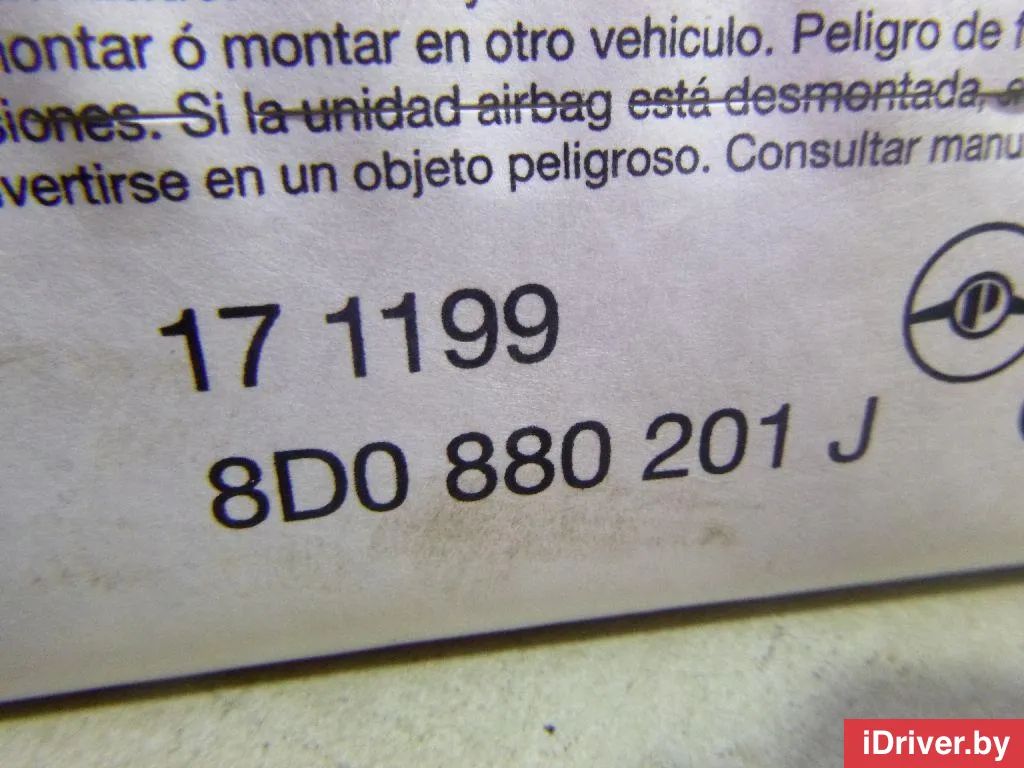 ontar ó montar en otro vehiculo. Peligro de
siones. Si la unidad airbag está desmontada,
vertirse en un objeto peligroso. Consultar manu
17 1199
P
8D0 880 201 J
iDriver.by